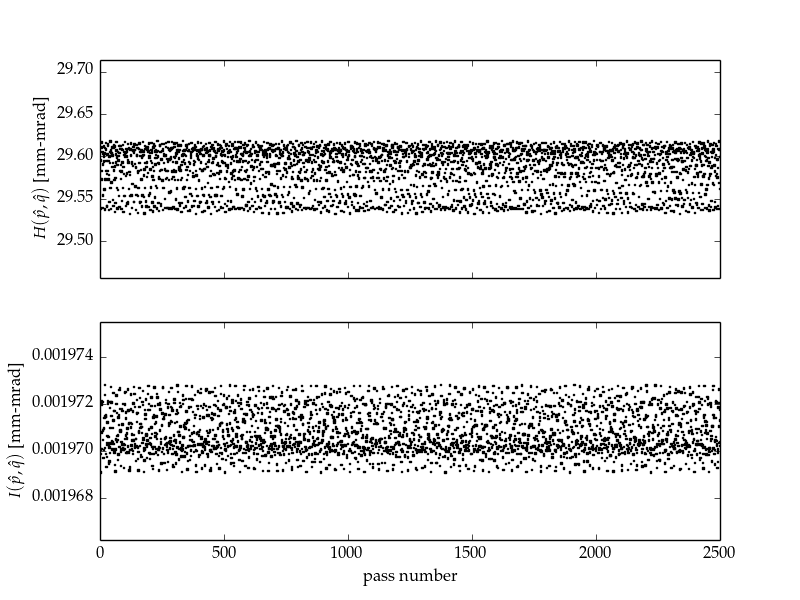 29.70
29.65
29.60
29.55
29.50
H(p̂, q̂) [mm-mrad]
0.001974
0.001972
0.001970
0.001968
I(p̂, q̂) [mm-mrad]
0 500 1000 1500 2000 2500
pass number